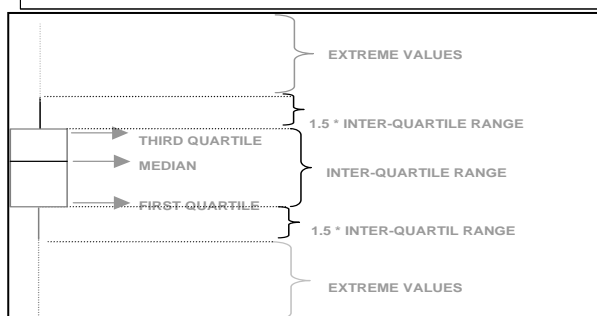 EXTREME VALUES
1.5 * INTER-QUARTILE RANGE
THIRD QUARTILE
MEDIAN
INTER-QUARTILE RANGE
FIRST QUARTILE
1.5 * INTER-QUARTIL RANGE
EXTREME VALUES